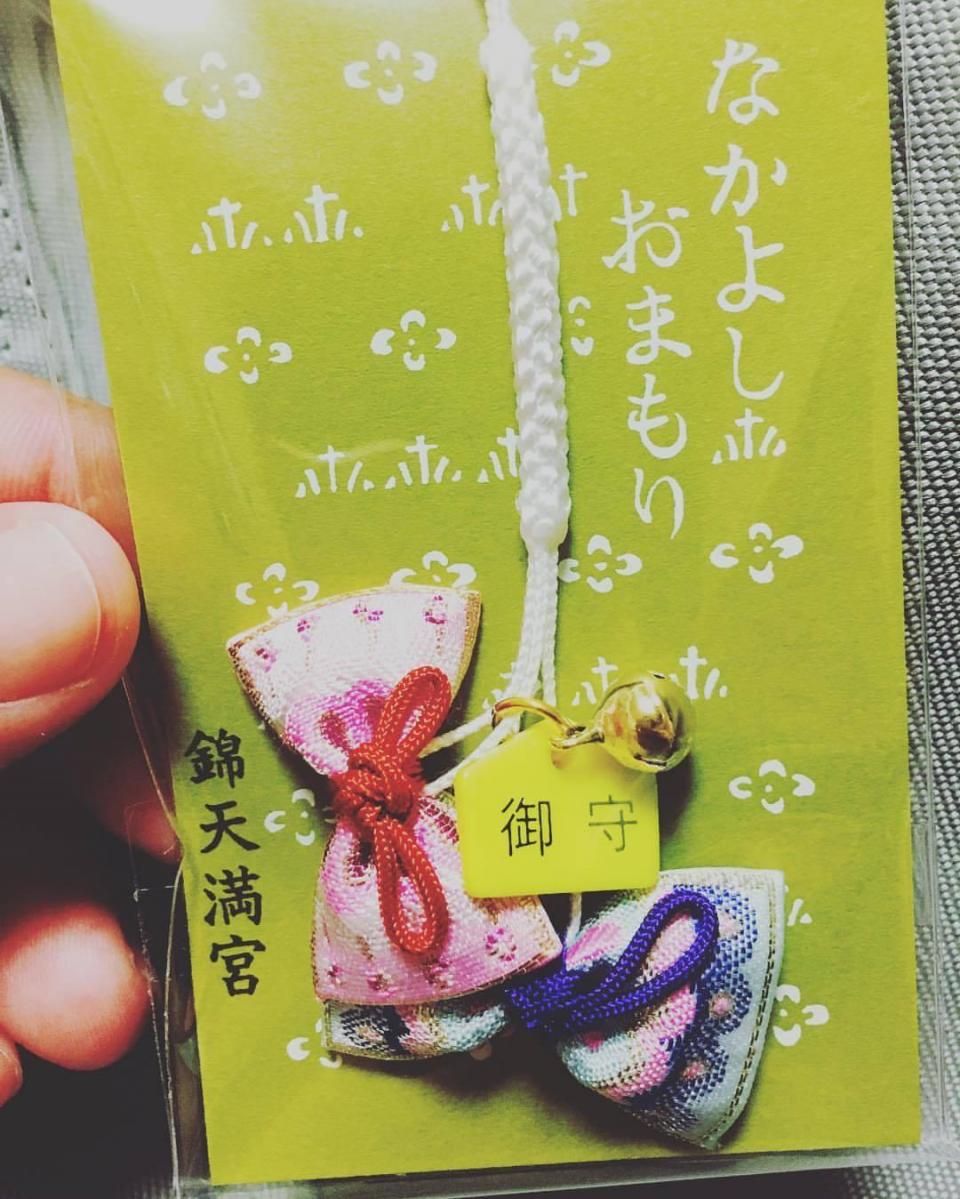 なかよし
おまもり
御守
錦天満宮